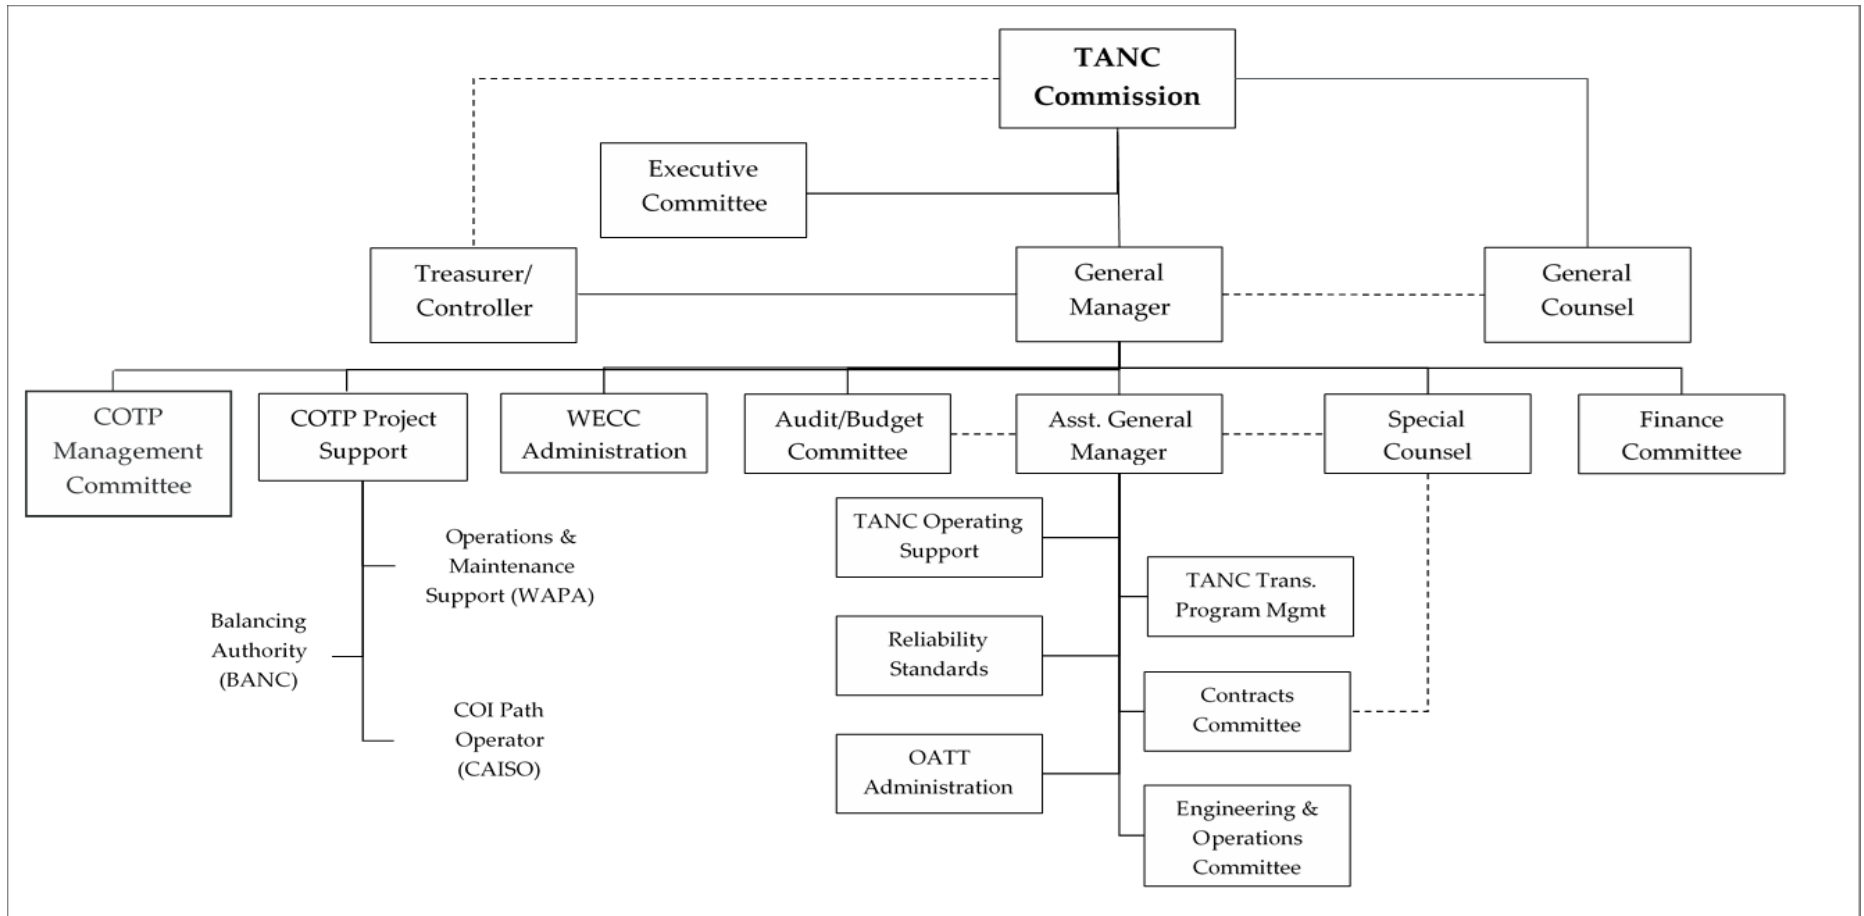 TANC
Commission
Executive
Committee
Treasurer/
Controller
General
Manager
General
Counsel
COTP
Management
Committee
COTP Project
Support
WECC
Administration
Audit/Budget
Committee
Asst. General
Manager
Special
Counsel
Finance
Committee
Operations &
Maintenance
Support (WAPA)
Balancing
Authority
(BANC)
COI Path
Operator
(CAISO)
TANC Operating
Support
TANC Trans.
Program Mgmt
Reliability
Standards
Contracts
Committee
OATT
Administration
Engineering &
Operations
Committee